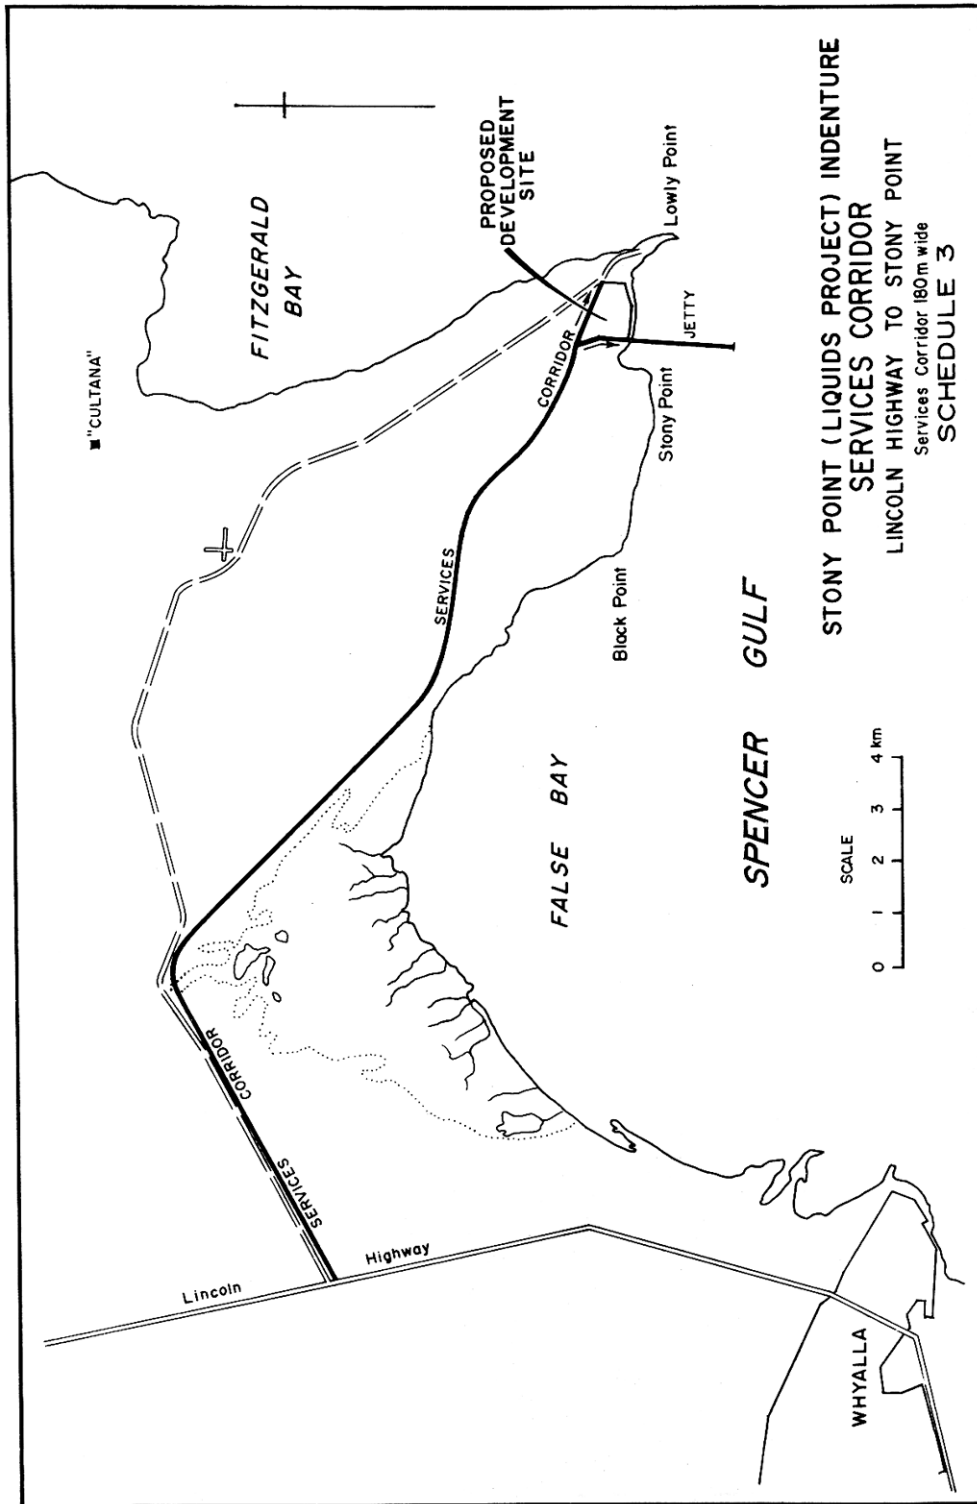 "CULTANA"
FITZGERALD
BAY
PROPOSED
DEVELOPMENT
SITE
Lowly Point
CORRIDOR
JETTY
Stony Point
SERVICES
Black Point
FALSE BAY
SPENCER GULF
CORRIDOR
SERVICES
Lincoln Highway
WHYALLA
SCALE
0 1 2 3 4 km
STONY POINT (LIQUIDS PROJECT) INDENTURE
SERVICES CORRIDOR
LINCOLN HIGHWAY TO STONY POINT
Services Corridor 180m wide
SCHEDULE 3